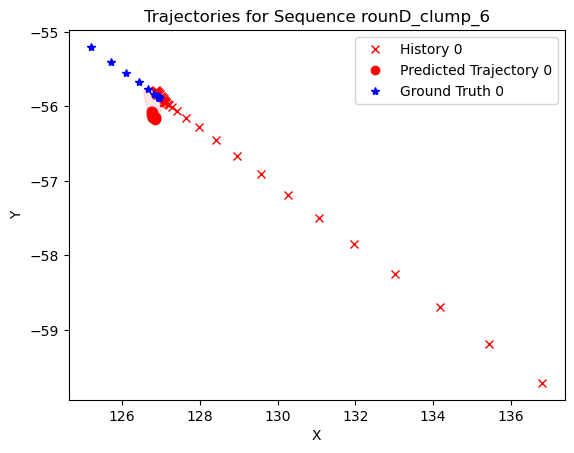 Trajectories for Sequence rounD_clump_6
History 0
Predicted Trajectory 0
Ground Truth 0
−55
−56
−57
−58
−59
Y
126 128 130 132 134 136
X